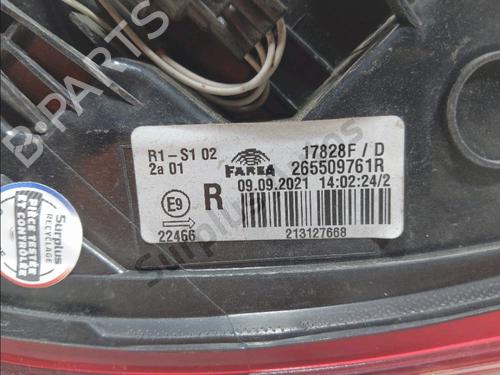 R1-S1 02
2a 01
FAREA
17828F / D
265509761R
R
09.09.2021 14:02:24/2
E9
22466
213127668
Surplus
RECYCLAGE
PIÈCE TESTÉE
ET CONTRÔLÉE
B-PARTS